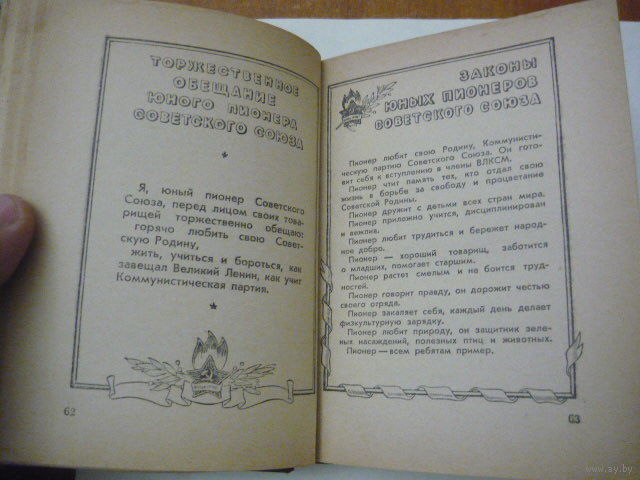 ТОРЖЕСТВЕННОЕ
ОБЕЩАНИЕ
ЮНОГО ПИОНЕРА
СОВЕТСКОГО СОЮЗА
Я, юный пионер Советского
Союза, перед лицом своих това-
рищей торжественно обещаю:
горячо любить свою Совет-
скую Родину,
жить, учиться и бороться, как
завещал Великий Ленин, как учит
Коммунистическая партия.
62
ЗАКОНЫ
ЮНЫХ ПИОНЕРОВ
СОВЕТСКОГО СОЮЗА
Пионер любит свою Родину, Коммунисти-
ческую партию Советского Союза. Он гото-
вит себя к вступлению в члены ВЛКСМ.
Пионер чтит память тех, кто отдал свою
жизнь в борьбе за свободу и процветание
Советской Родины.
Пионер дружит с детьми всех стран мира.
Пионер прилежно учится, дисциплинирован
и вежлив.
Пионер любит трудиться и бережет народ-
ное добро.
Пионер — хороший товарищ, заботится
о младших, помогает старшим.
Пионер растет смелым и не боится труд-
ностей.
Пионер говорит правду, он дорожит честью
своего отряда.
Пионер закаляет себя, каждый день делает
физкультурную зарядку.
Пионер любит природу, он защитник зеле-
ных насаждений, полезных птиц и животных.
Пионер — всем ребятам пример.
63
www.ay.by